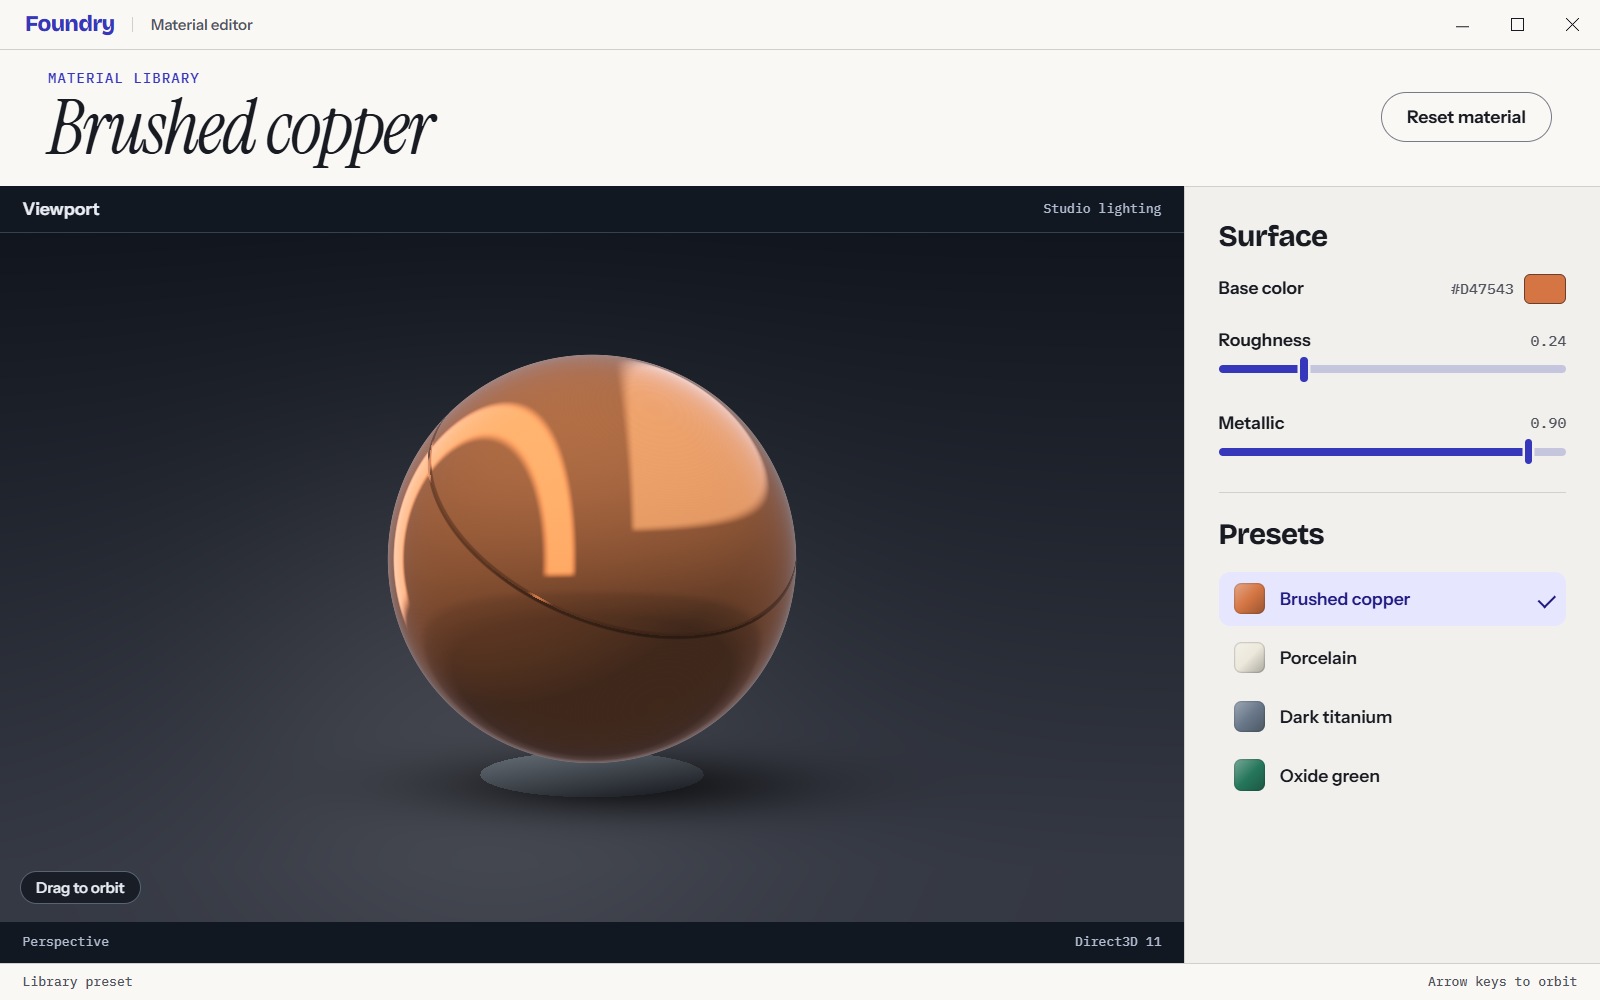 Foundry
Material editor
MATERIAL LIBRARY
Brushed copper
Reset material
Viewport
Studio lighting
Surface
Base color
#D47543
Roughness
0.24
Metallic
0.90
Presets
Brushed copper
Porcelain
Dark titanium
Oxide green
Drag to orbit
Perspective
Direct3D 11
Library preset
Arrow keys to orbit